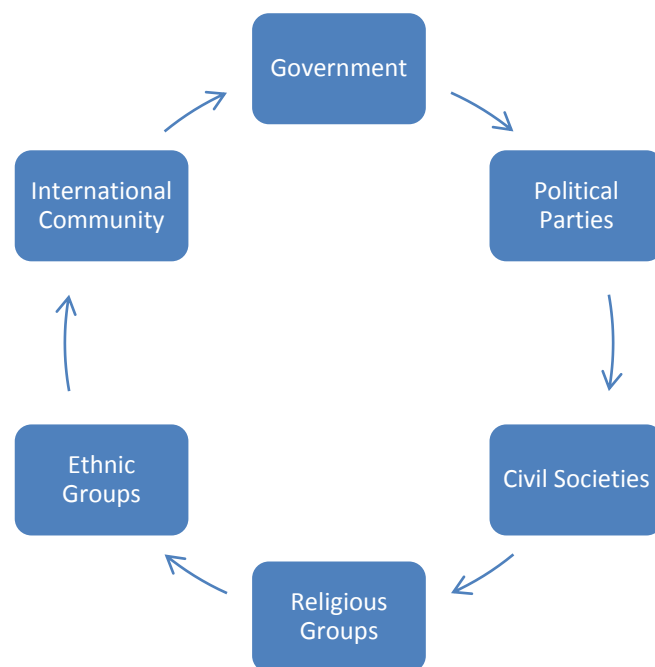 Government
Political
Parties
Civil Societies
Religious
Groups
Ethnic
Groups
International
Community